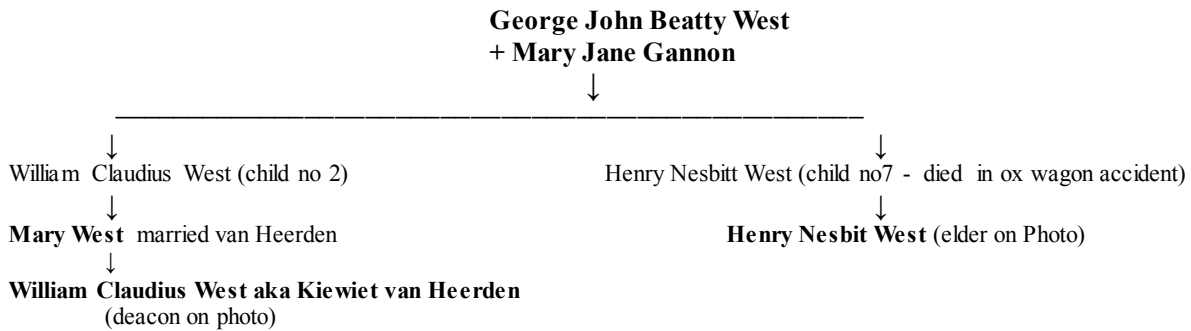 George John Beatty West
+ Mary Jane Gannon
↓
↓ ↓
William Claudius West (child no 2) Henry Nesbitt West (child no7 - died in ox wagon accident)
↓ ↓
Mary West married van Heerden Henry Nesbit West (elder on Photo)
↓
William Claudius West aka Kiewiet van Heerden
(deacon on photo)